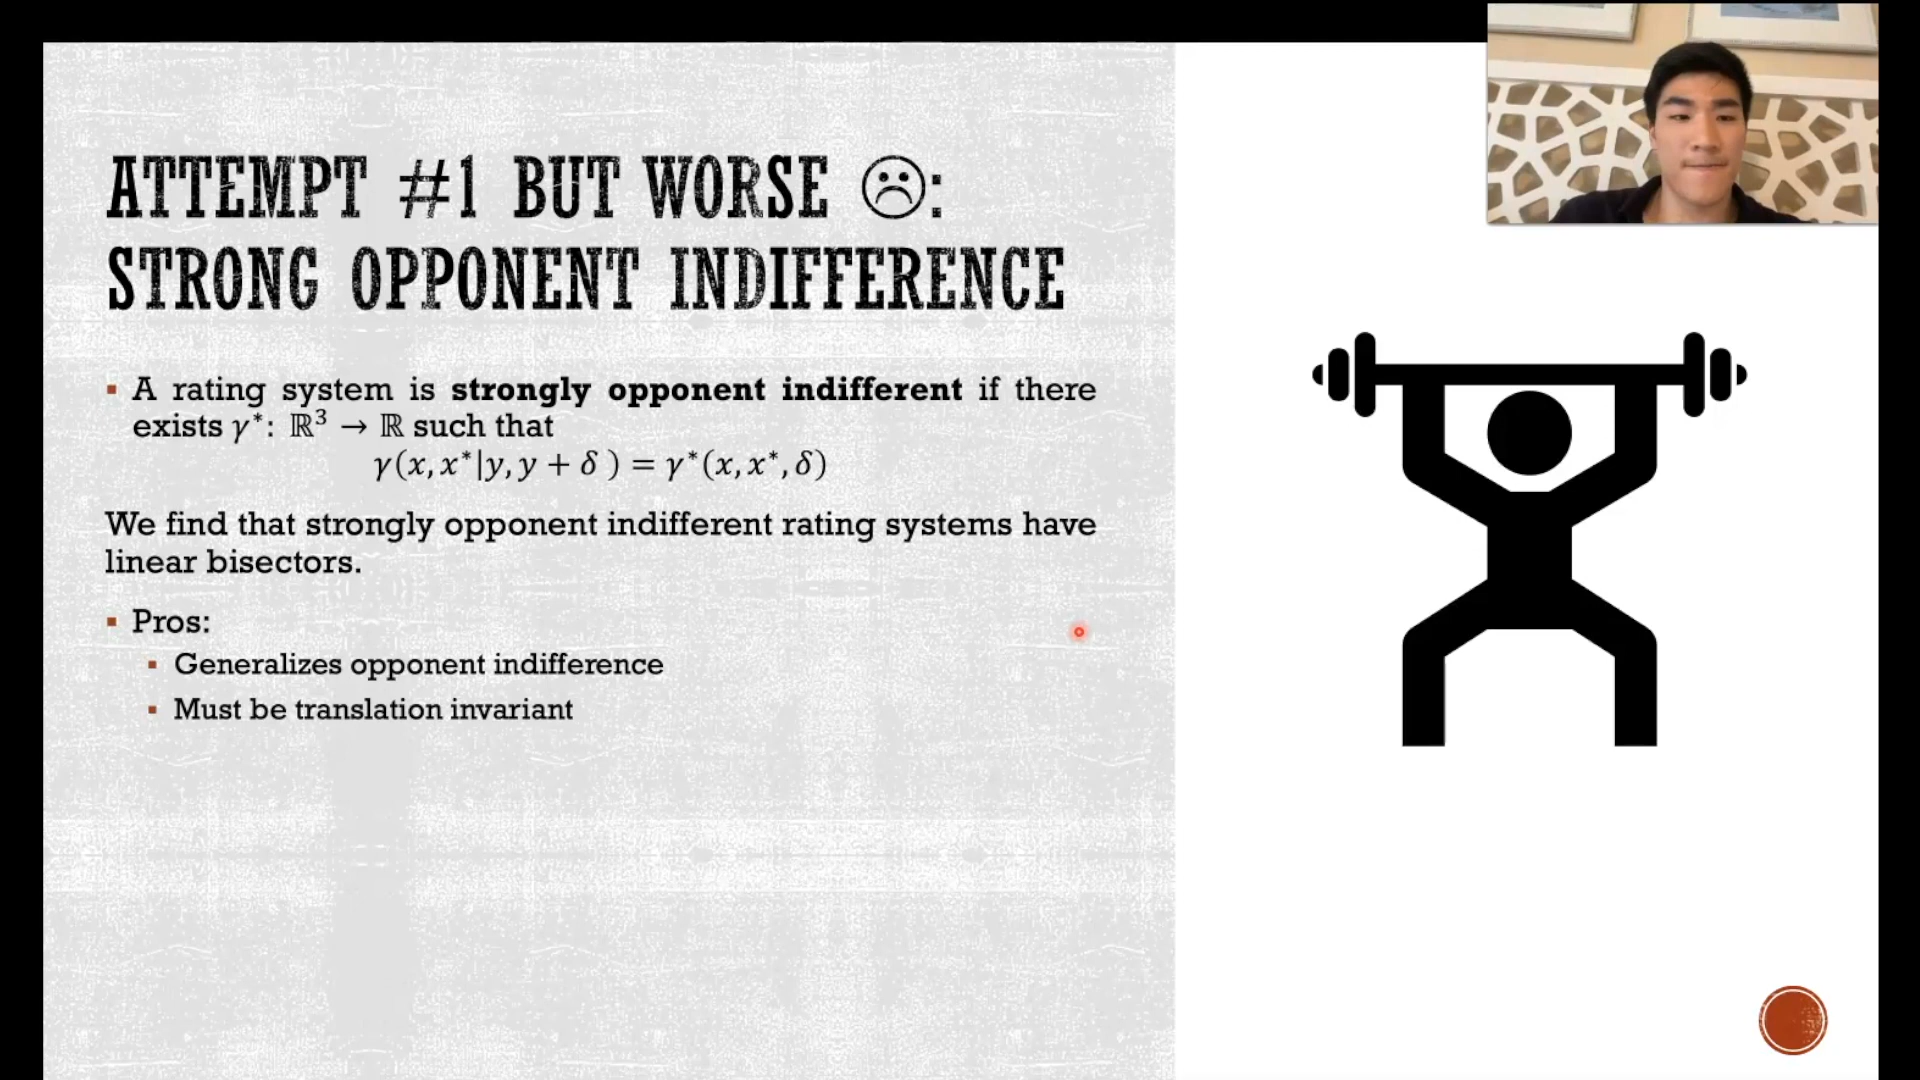 ATTEMPT #1 BUT WORSE ☹:
STRONG OPPONENT INDIFFERENCE
▪ A rating system is strongly opponent indifferent if there
exists γ*: ℝ³ → ℝ such that
γ(x, x*|y, y + δ ) = γ*(x, x*, δ)
We find that strongly opponent indifferent rating systems have
linear bisectors.
▪ Pros:
▪ Generalizes opponent indifference
▪ Must be translation invariant